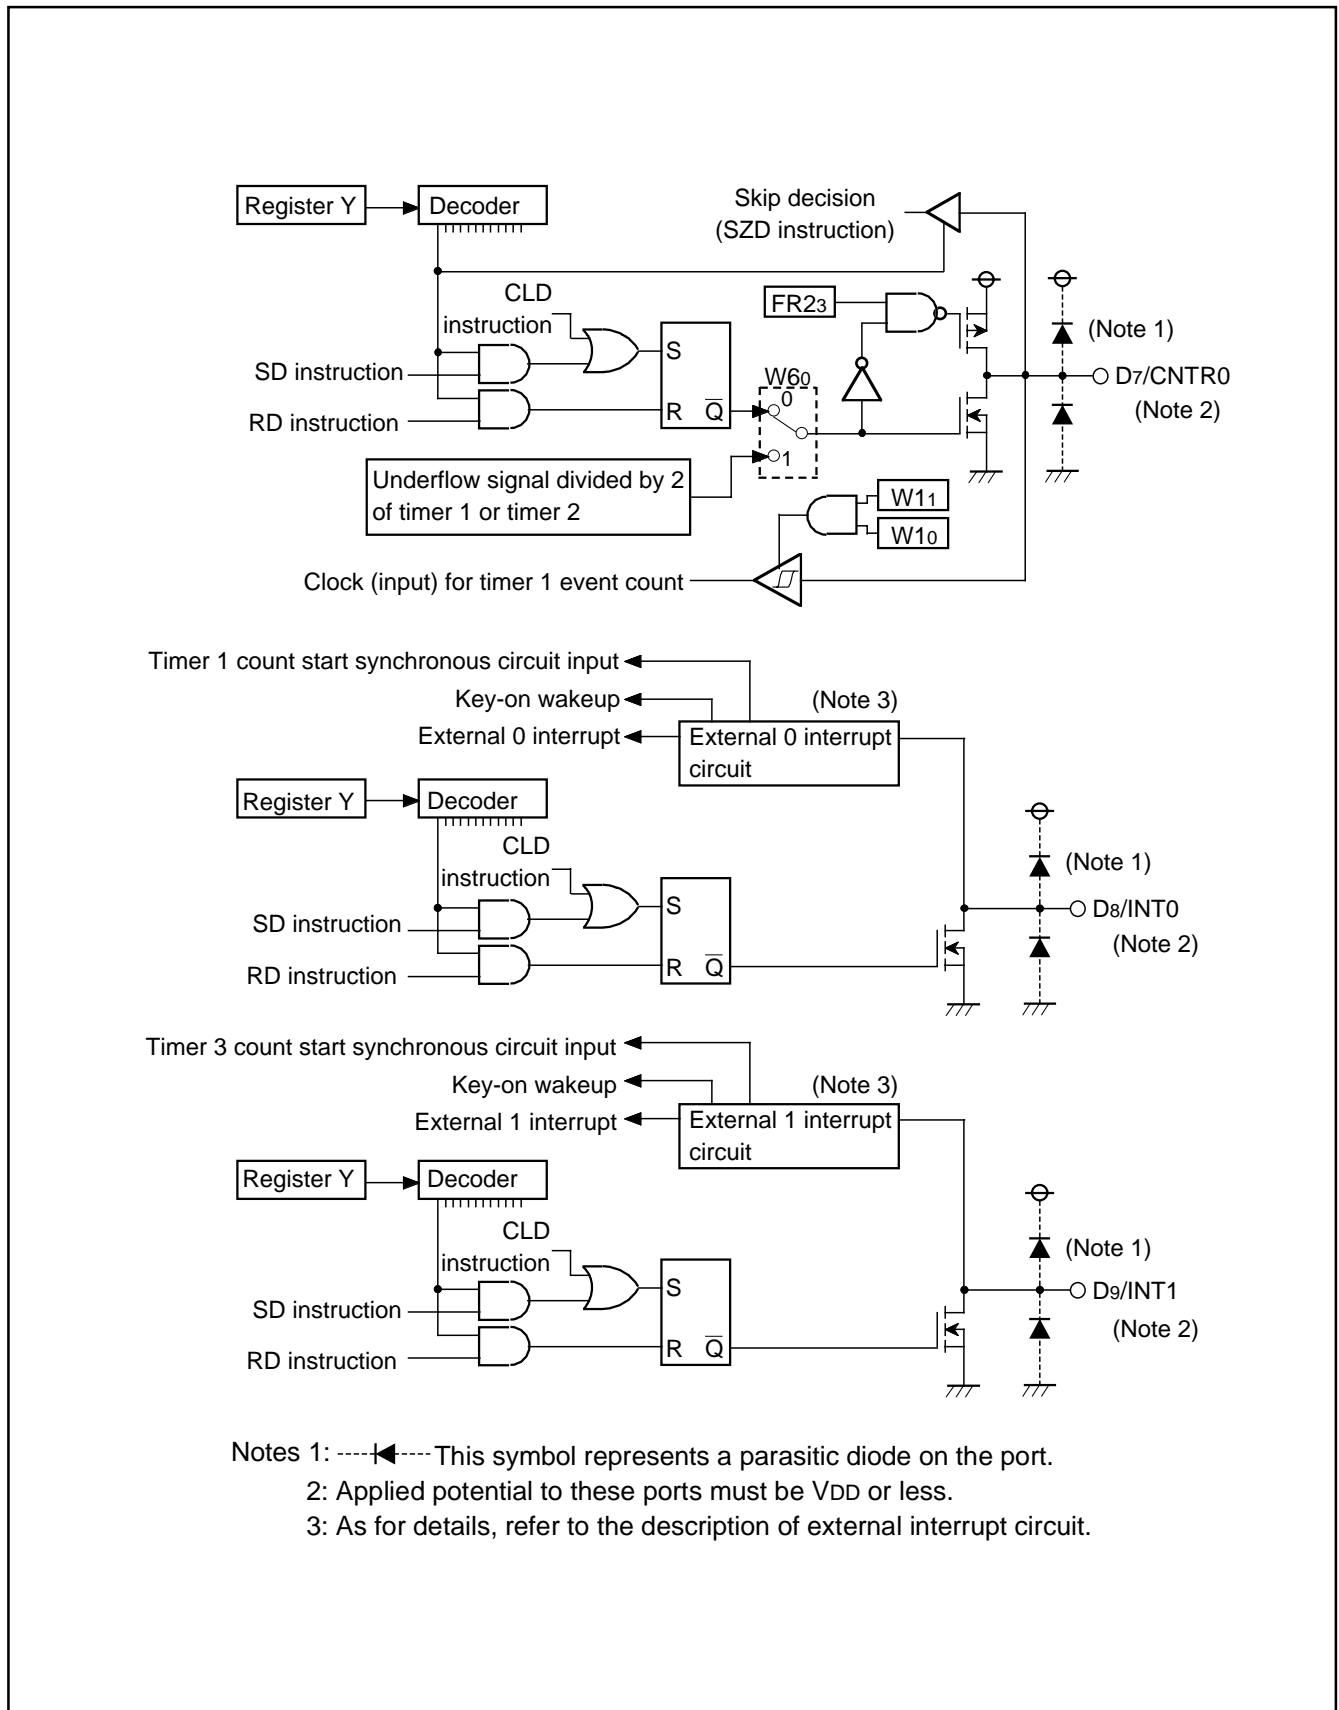 Register Y
Decoder
Skip decision
(SZD instruction)
CLD
instruction
FR23
(Note 1)
SD instruction
S
W60
0
D7/CNTR0
(Note 2)
RD instruction
R
Q
1
Underflow signal divided by 2
of timer 1 or timer 2
W11
W10
Clock (input) for timer 1 event count
Timer 1 count start synchronous circuit input
Key-on wakeup
(Note 3)
External 0 interrupt
External 0 interrupt
circuit
Register Y
Decoder
CLD
instruction
(Note 1)
S
D8/INT0
SD instruction
(Note 2)
RD instruction
R
Q
Timer 3 count start synchronous circuit input
Key-on wakeup
(Note 3)
External 1 interrupt
External 1 interrupt
circuit
Register Y
Decoder
CLD
instruction
(Note 1)
S
D9/INT1
SD instruction
(Note 2)
RD instruction
R
Q
Notes 1: This symbol represents a parasitic diode on the port.
2: Applied potential to these ports must be VDD or less.
3: As for details, refer to the description of external interrupt circuit.